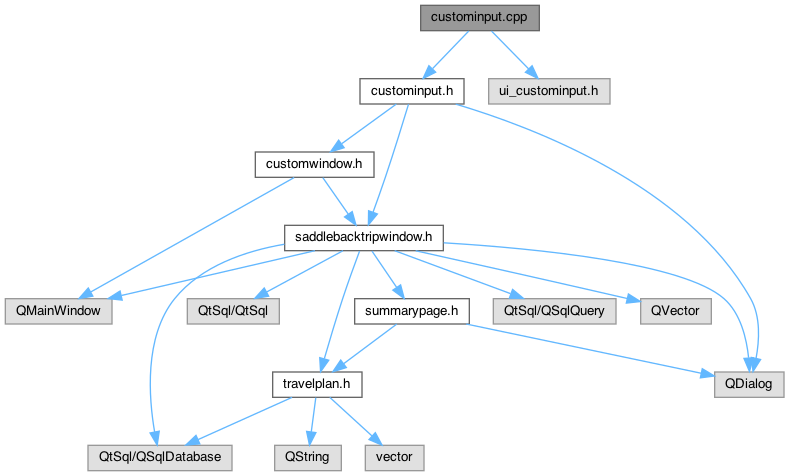 custominput.cpp
custominput.h
ui_custominput.h
customwindow.h
saddlebacktripwindow.h
QMainWindow
QtSql/QtSql
summarypage.h
QtSql/QSqlQuery
QVector
travelplan.h
QDialog
QtSql/QSqlDatabase
QString
vector